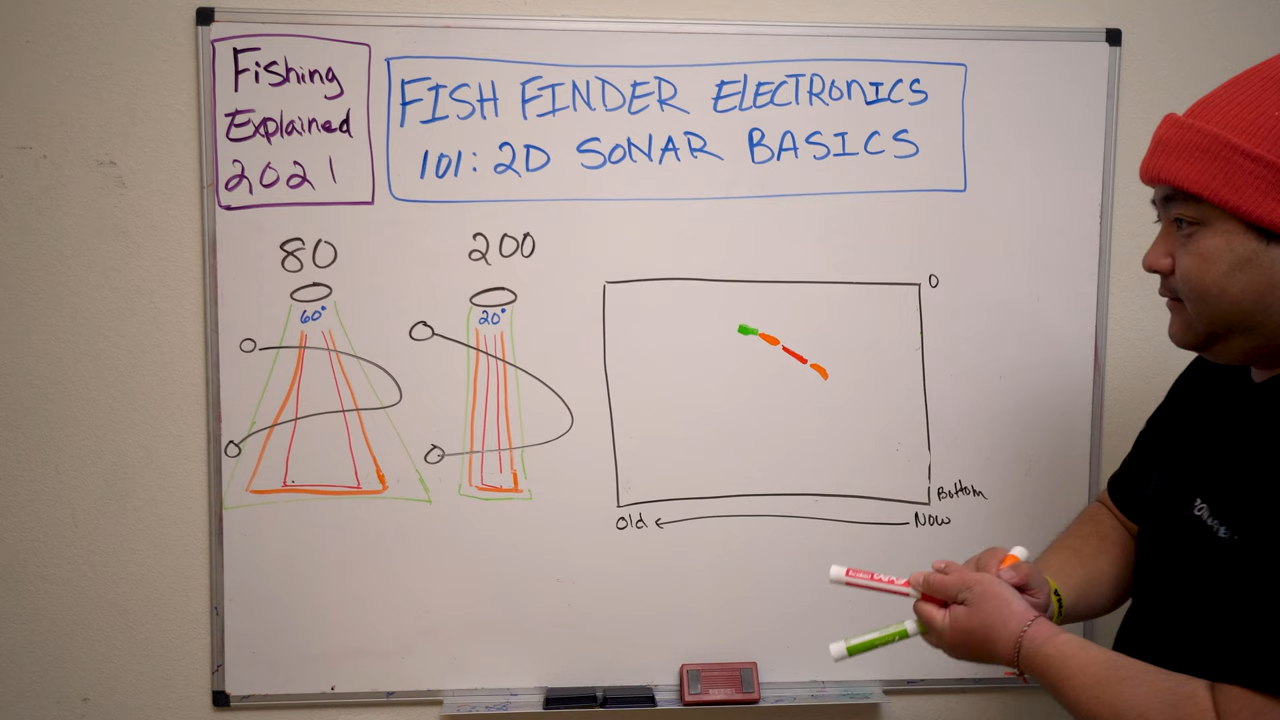 Fishing
Explained
2021
FISH FINDER ELECTRONICS
101: 2D SONAR BASICS
80
200
60°
20°
0
Bottom
Old
Now